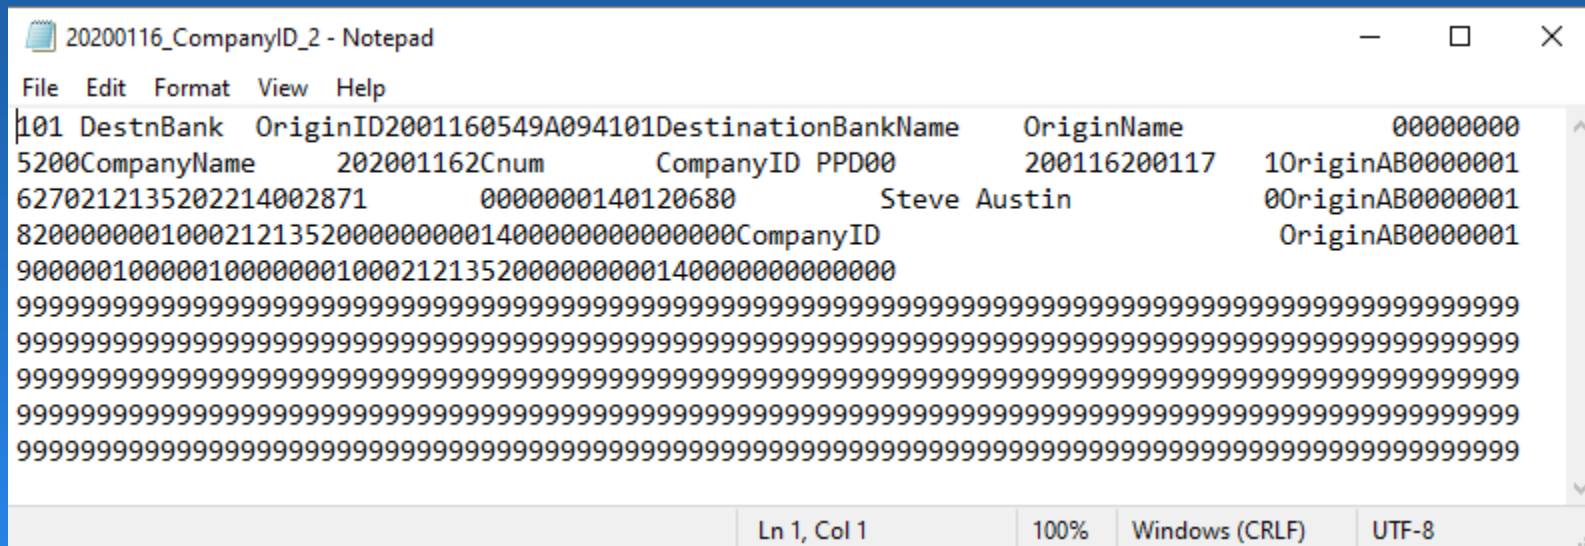 20200116_CompanyID_2 - Notepad
File Edit Format View Help
101 DestnBank  OriginID2001160549A094101DestinationBankName    OriginName             00000000
5200CompanyName     202001162Cnum       CompanyID PPD00        200116200117   1OriginAB0000001
6270212135202214002871       0000000140120680         Steve Austin            0OriginAB0000001
820000000100021213520000000001400000000000000CompanyID                         OriginAB0000001
9000001000001000000010002121352000000000140000000000000
9999999999999999999999999999999999999999999999999999999999999999999999999999999999999999999999
9999999999999999999999999999999999999999999999999999999999999999999999999999999999999999999999
9999999999999999999999999999999999999999999999999999999999999999999999999999999999999999999999
9999999999999999999999999999999999999999999999999999999999999999999999999999999999999999999999
9999999999999999999999999999999999999999999999999999999999999999999999999999999999999999999999
Ln 1, Col 1 100% Windows (CRLF) UTF-8